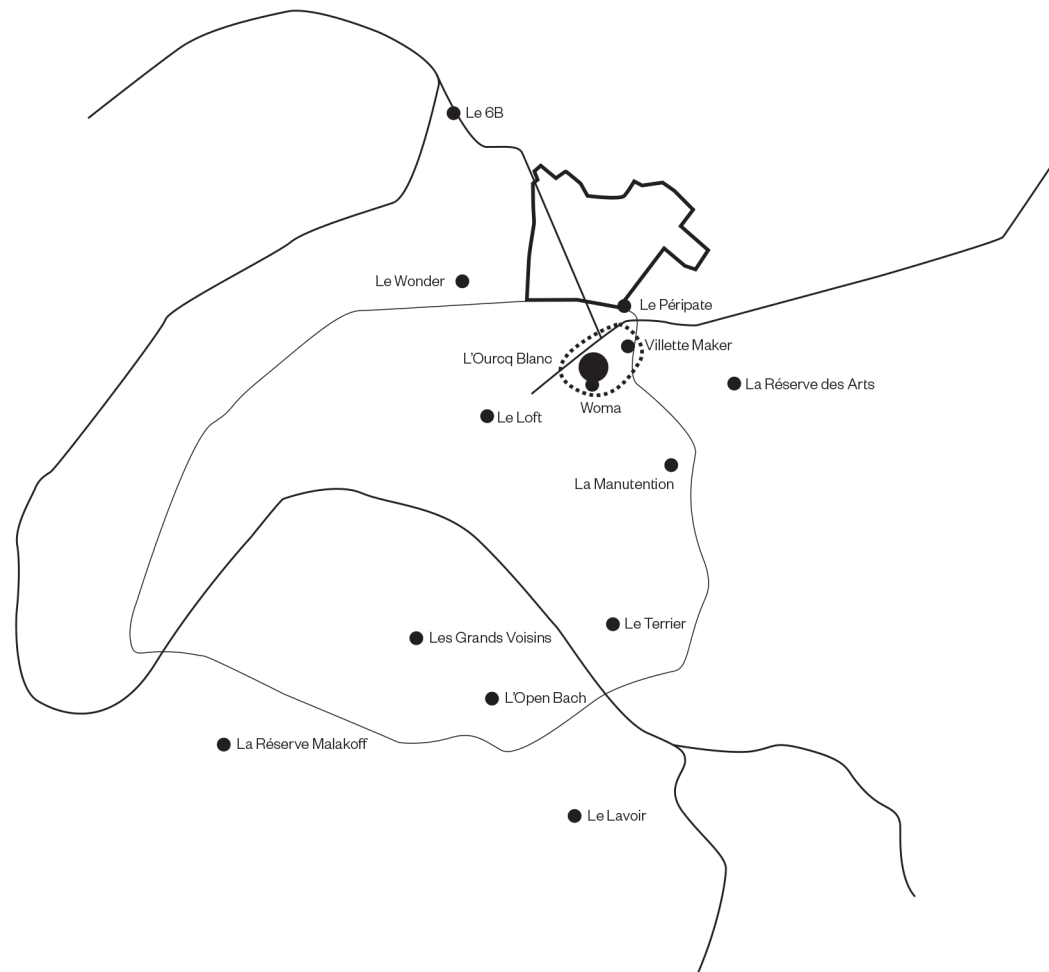 Le 6B
Le Wonder
Le Péripate
Villette Maker
L'Ourcq Blanc
La Réserve des Arts
Woma
Le Loft
La Manutention
Le Terrier
Les Grands Voisins
L'Open Bach
La Réserve Malakoff
Le Lavoir